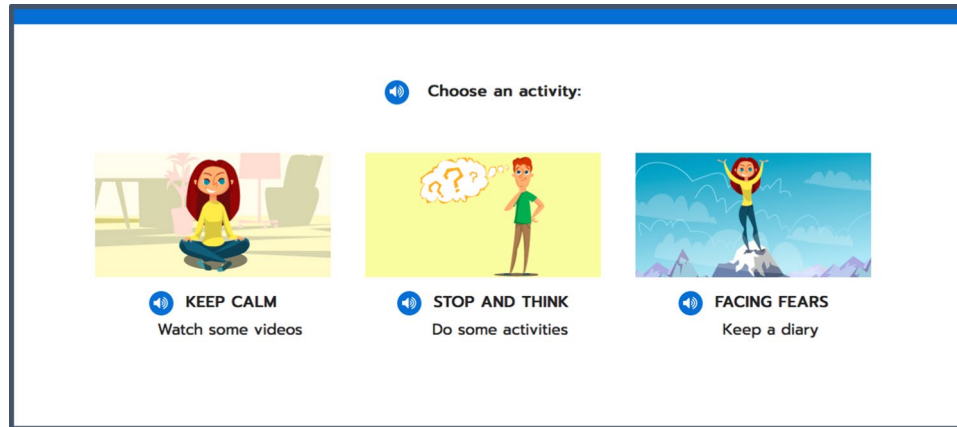 Choose an activity:
KEEP CALM
Watch some videos
STOP AND THINK
Do some activities
FACING FEARS
Keep a diary